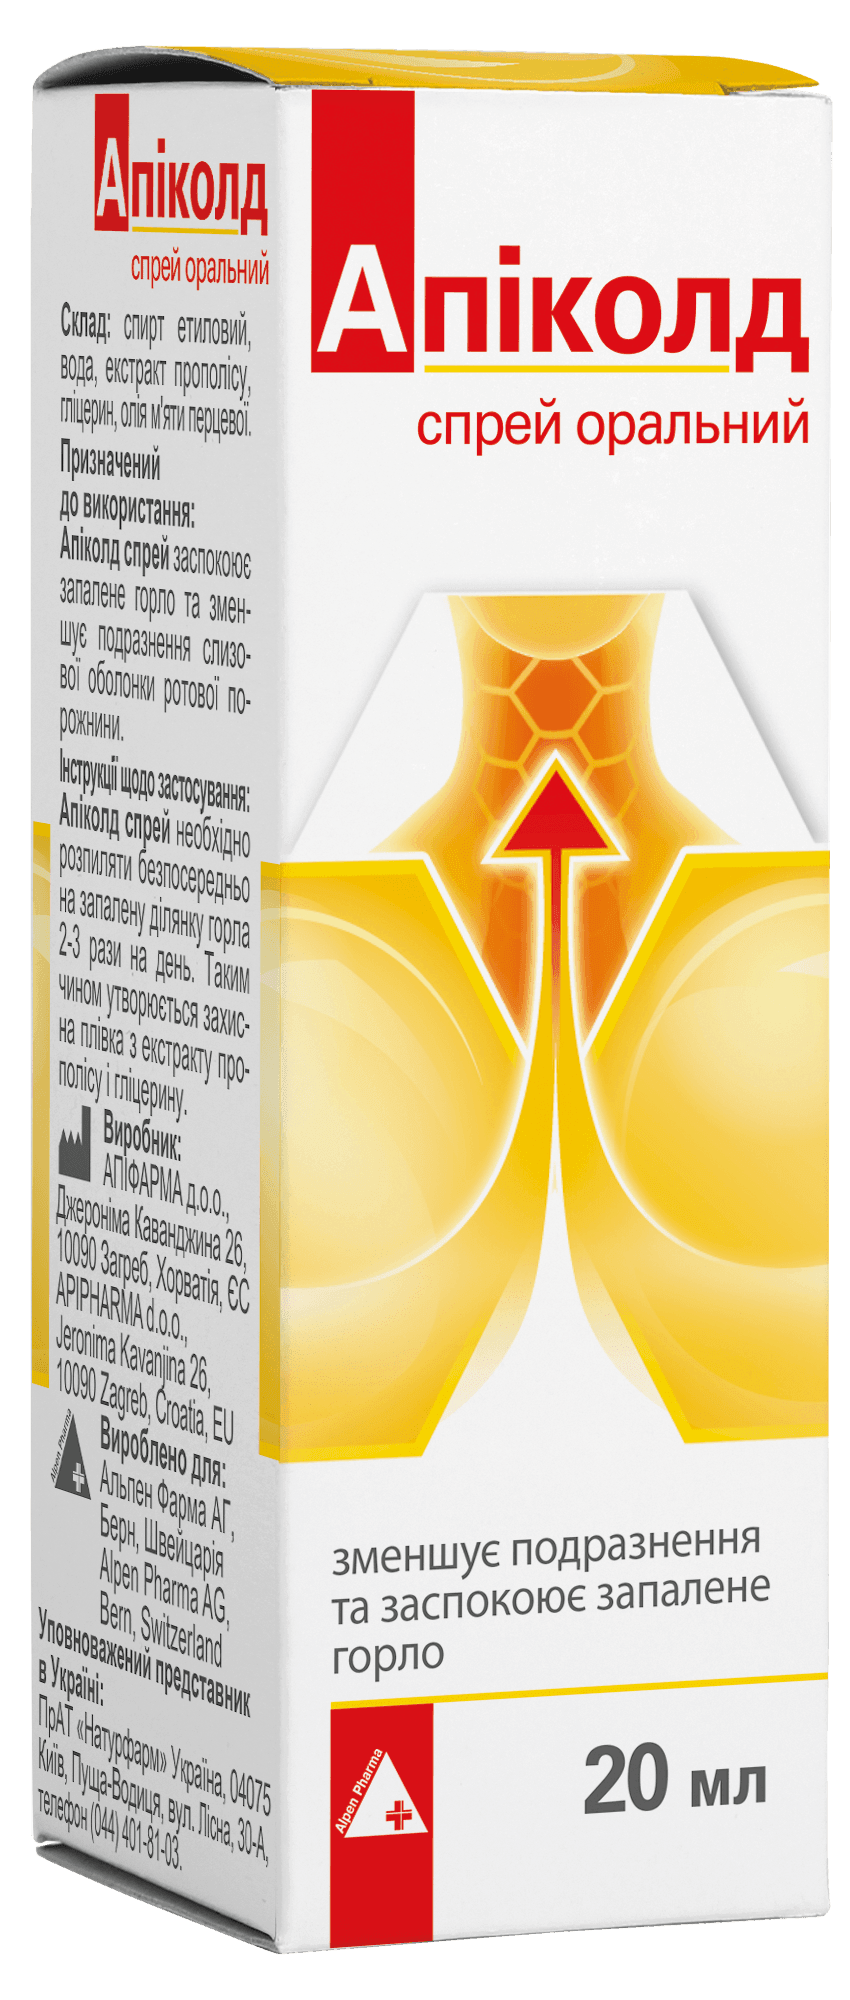 Апіколд
спрей оральний
Склад: спирт етиловий,
вода, екстракт прополісу,
гліцерин, олія м'яти перцевої.
Призначений
до використання:
Апіколд спрей заспокоює
запалене горло та змен-
шує подразнення слизо-
вої оболонки ротової по-
рожнини.
Інструкції щодо застосування:
Апіколд спрей необхідно
розпиляти безпосередньо
на запалену ділянку горла
2-3 рази на день. Таким
чином утворюється захис-
на плівка з екстракту про-
полісу і гліцерину.
Виробник:
АПІФАРМА д.о.о.,
Джероніма Каванджина 26,
10090 Загреб, Хорватія, ЄС
APIPHARMA d.o.o.,
Jeronima Kavanjina 26,
10090 Zagreb, Croatia, EU
Alpen Pharma
Вироблено для:
Альпен Фарма АГ,
Берн, Швейцарія
Alpen Pharma AG,
Bern, Switzerland
Уповноважений представник
в Україні:
ПрАТ «Натурфарм» Україна, 04075
Київ, Пуща-Водиця, вул. Лісна, 30-А,
телефон (044) 401-81-03.
Апіколд
спрей оральний
зменшує подразнення
та заспокоює запалене
горло
Alpen Pharma
20 мл